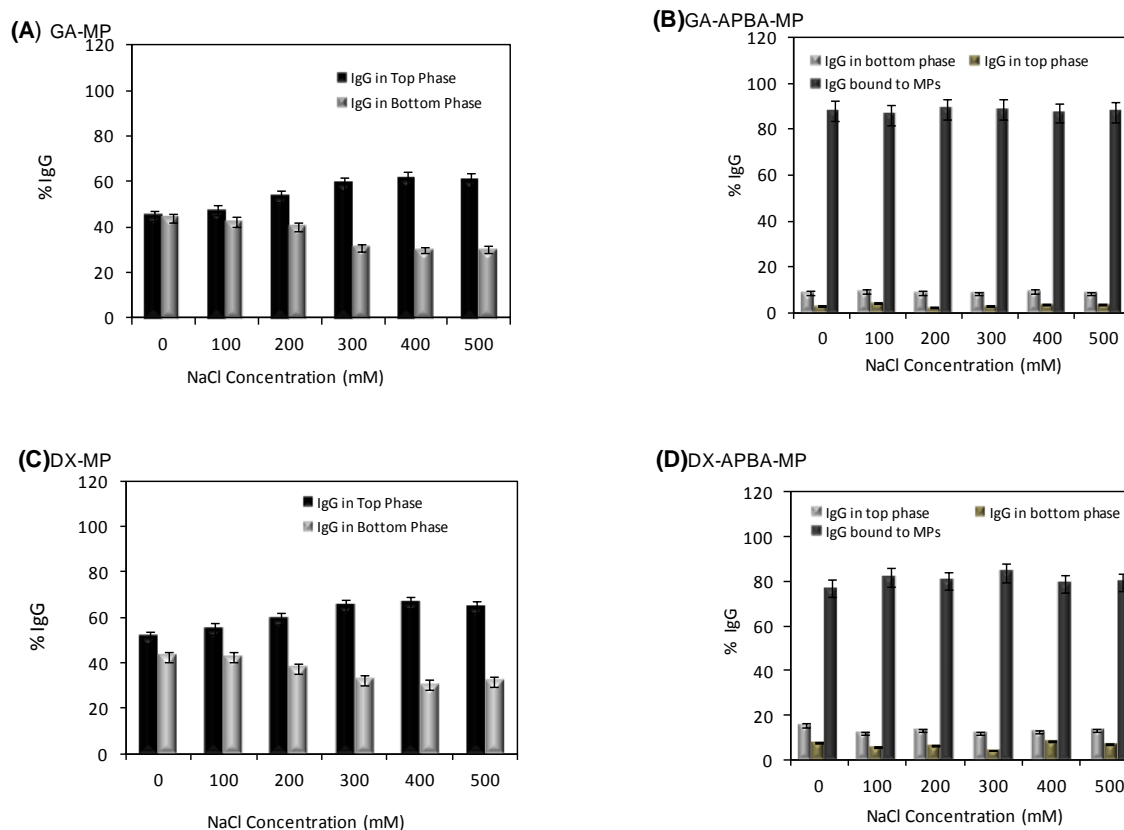 (A) GA-MP
120
100
80
60
40
20
0
% IgG
IgG in Top Phase
IgG in Bottom Phase
0 100 200 300 400 500
NaCl Concentration (mM)
(B)GA-APBA-MP
120
100
80
60
40
20
0
% IgG
IgG in bottom phase IgG in top phase
IgG bound to MPs
0 100 200 300 400 500
NaCl Concentration (mM)
(C)DX-MP
120
100
80
60
40
20
0
% IgG
IgG in Top Phase
IgG in Bottom Phase
0 100 200 300 400 500
NaCl Concentration (mM)
(D)DX-APBA-MP
120
100
80
60
40
20
0
% IgG
IgG in top phase IgG in bottom phase
IgG bound to MPs
0 100 200 300 400 500
NaCl Concentration (mM)